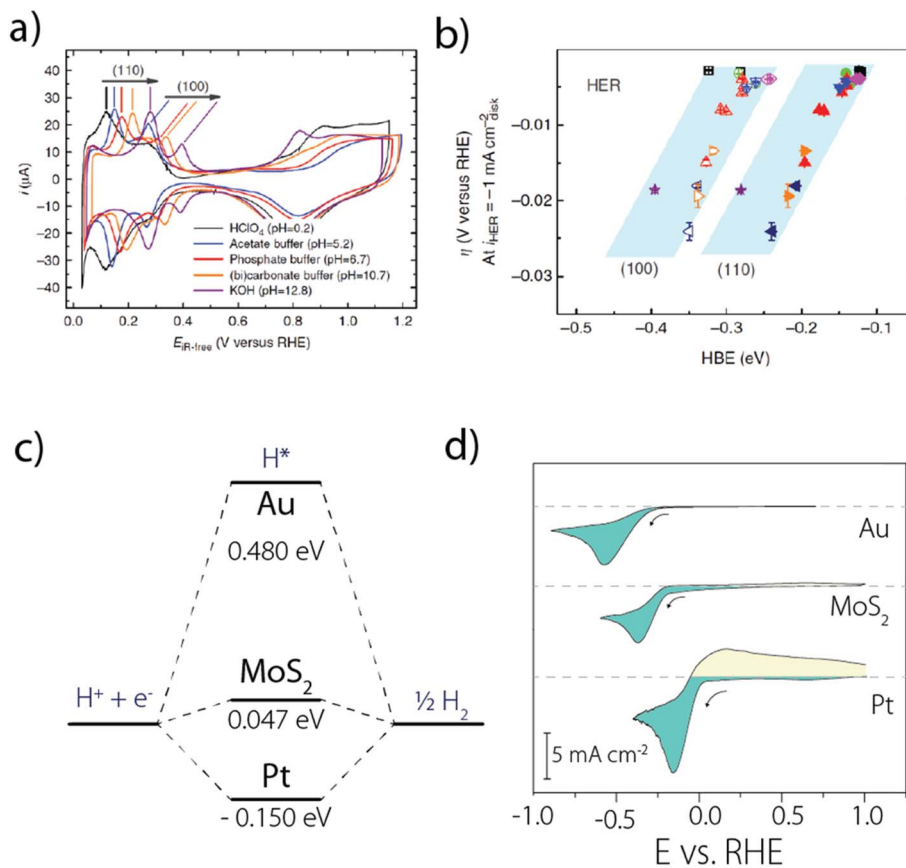 a)
(110)
(100)
30
20
10
0
−10
−20
−30
−40
i (µA)
HClO₄ (pH=0.2)
Acetate buffer (pH=5.2)
Phosphate buffer (pH=6.7)
(bi)carbonate buffer (pH=10.7)
KOH (pH=12.8)
0.0 0.2 0.4 0.6 0.8 1.0 1.2
E_iR-free (V versus RHE)
b)
HER
−0.01
−0.02
−0.03
η (V versus RHE)
At i_HER = −1 mA cm⁻²_disk
(100) (110)
−0.5 −0.4 −0.3 −0.2 −0.1
HBE (eV)
c)
H*
Au
0.480 eV
H⁺ + e⁻
MoS₂
0.047 eV
½ H₂
Pt
- 0.150 eV
d)
Au
MoS₂
Pt
5 mA cm⁻²
-1.0 -0.5 0.0 0.5 1.0
E vs. RHE